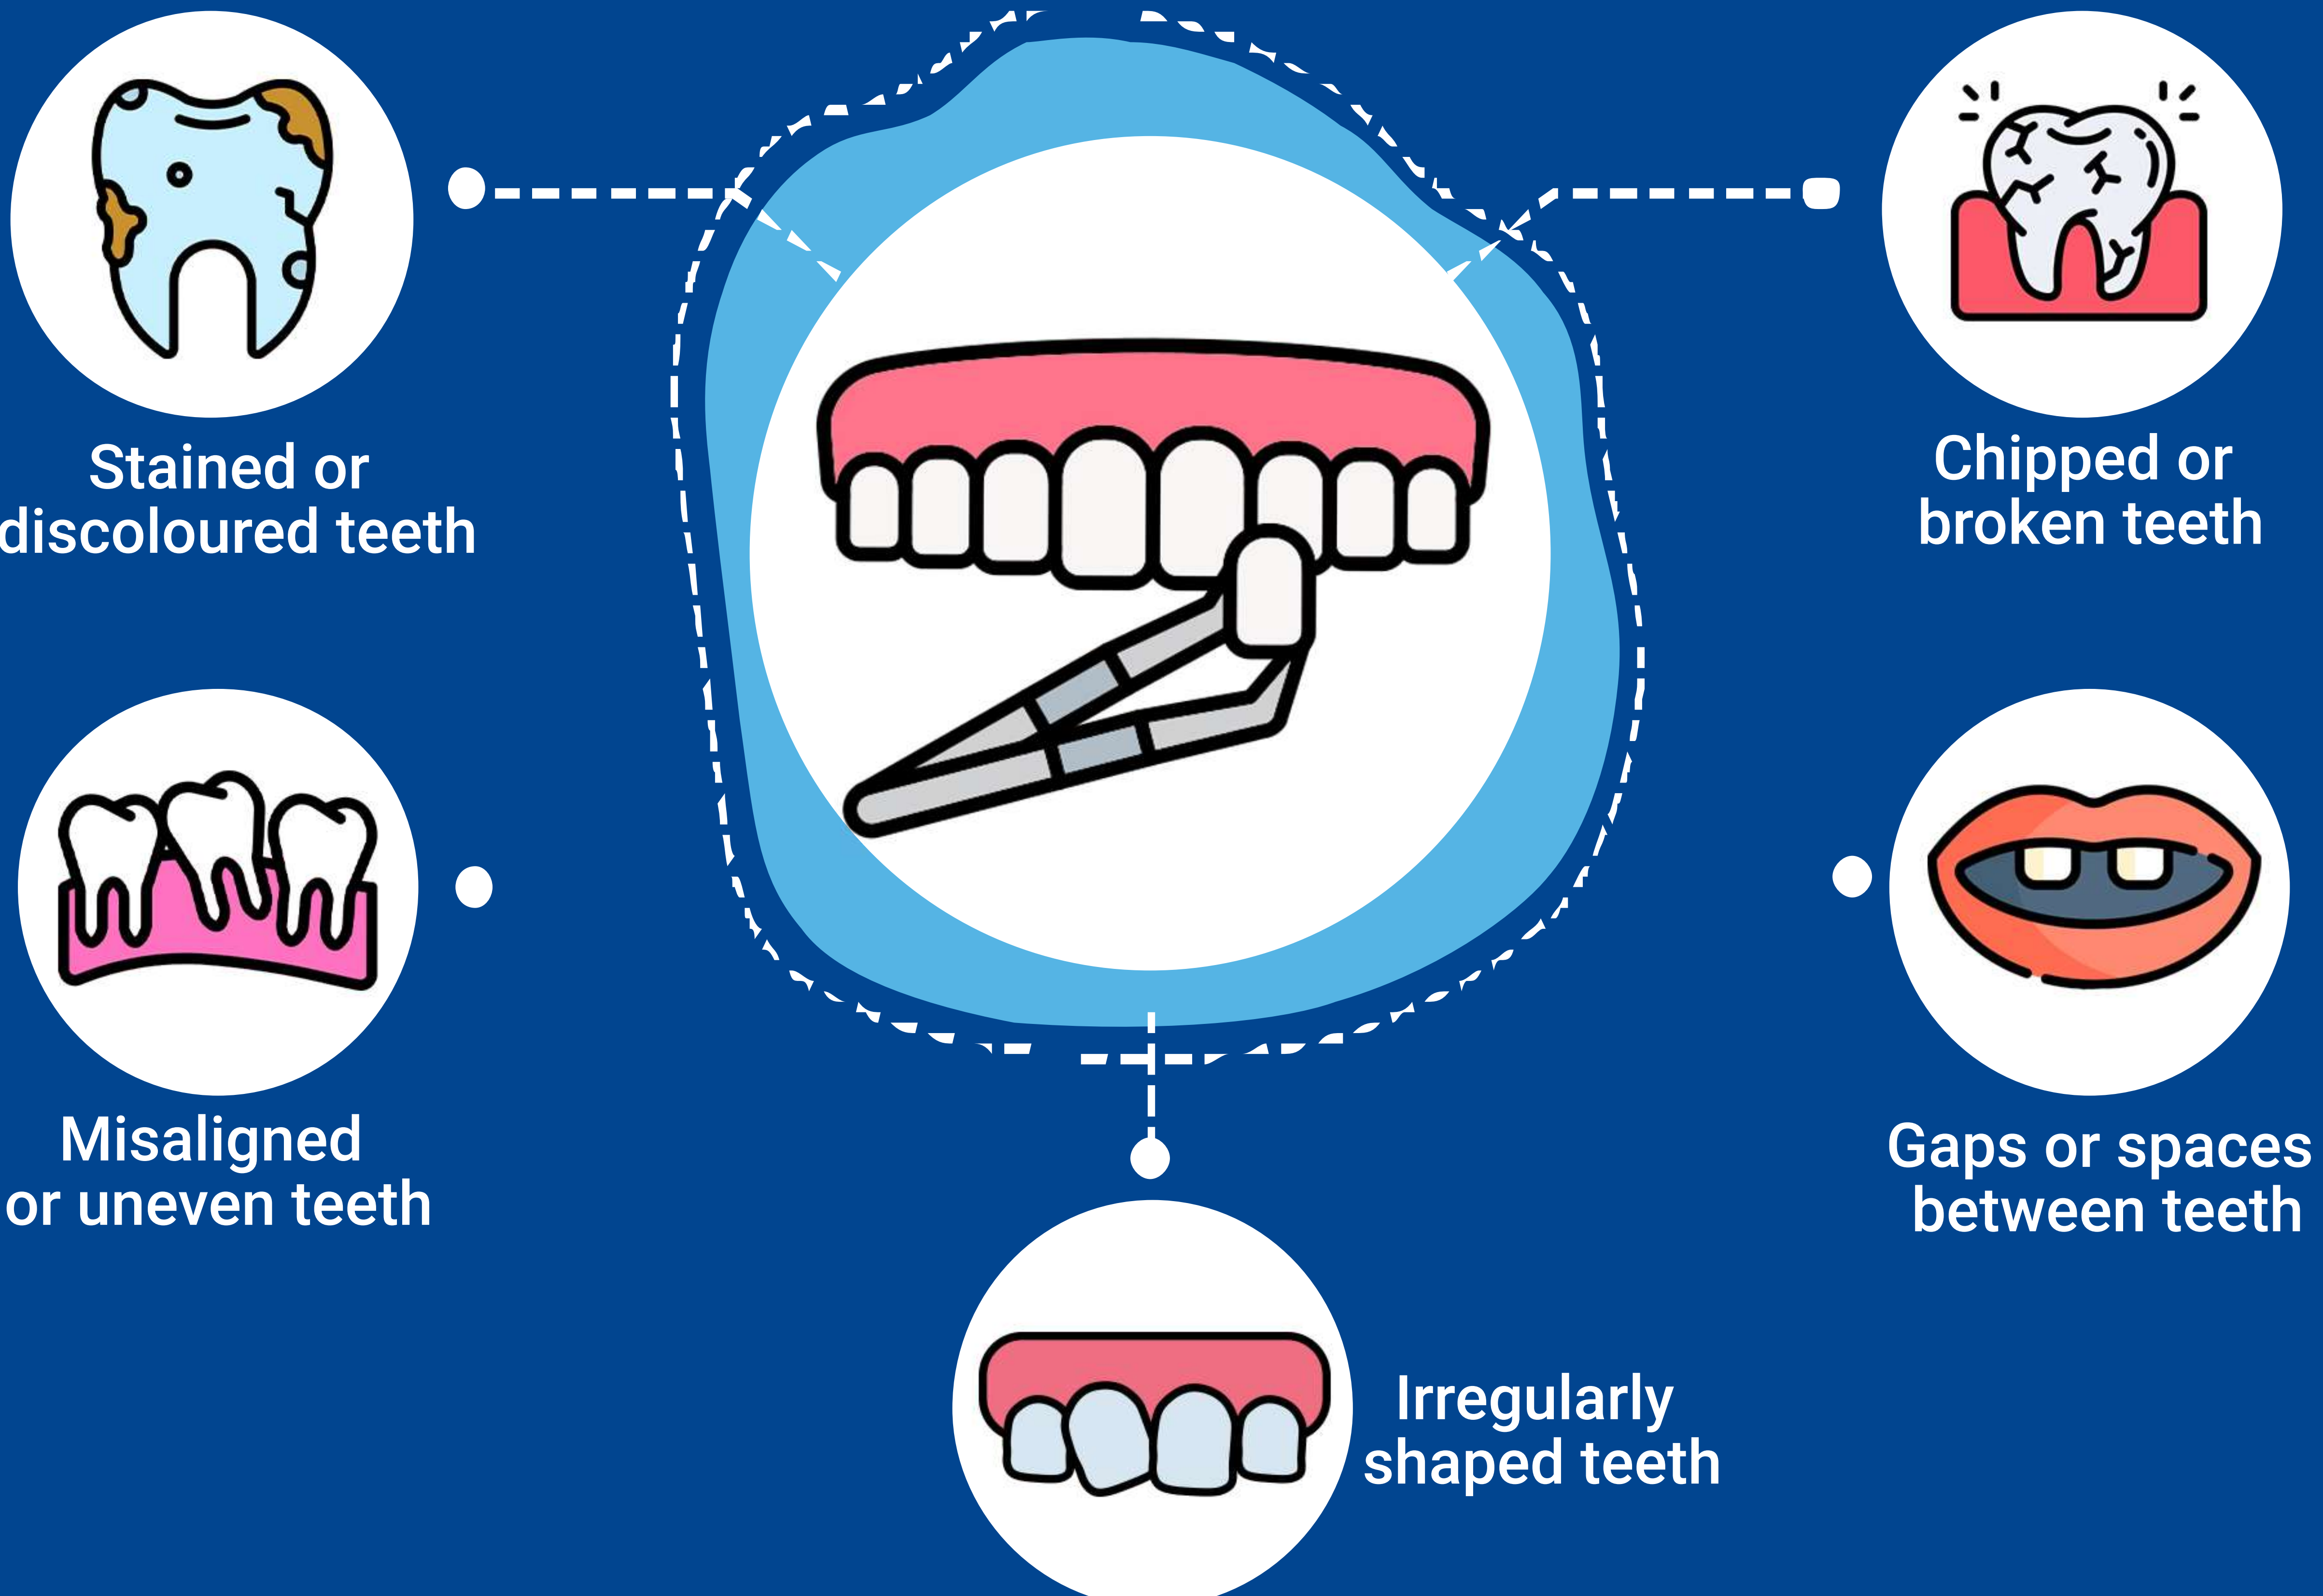 Stained or
discoloured teeth
Chipped or
broken teeth
Misaligned
or uneven teeth
Gaps or spaces
between teeth
Irregularly
shaped teeth